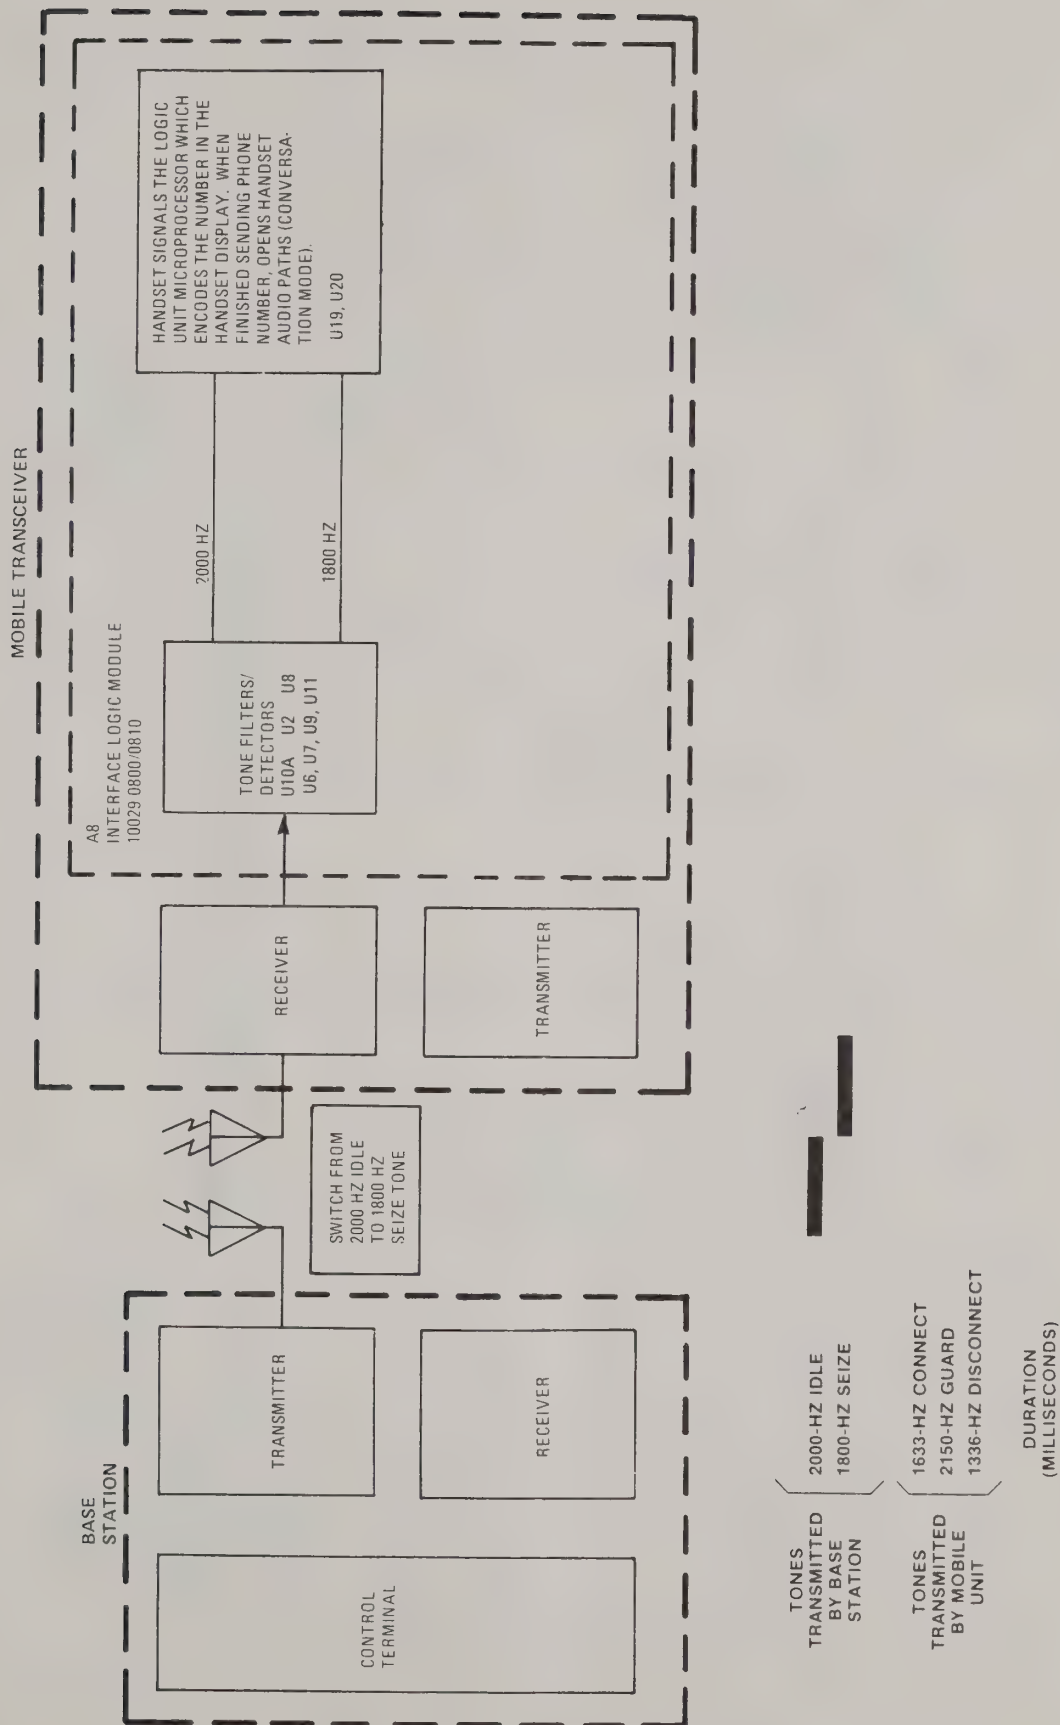 MOBILE TRANSCEIVER
A8
INTERFACE LOGIC MODULE
10029 0800/0810
HANDSET SIGNALS THE LOGIC
UNIT MICROPROCESSOR WHICH
ENCODES THE NUMBER IN THE
HANDSET DISPLAY. WHEN
FINISHED SENDING PHONE
NUMBER, OPENS HANDSET
AUDIO PATHS (CONVERSA-
TION MODE).
U19, U20
2000 HZ
1800 HZ
TONE FILTERS/
DETECTORS
U10A U2 U8
U6, U7, U9, U11
RECEIVER
TRANSMITTER
SWITCH FROM
2000 HZ IDLE
TO 1800 HZ
SEIZE TONE
BASE
STATION
TRANSMITTER
RECEIVER
CONTROL
TERMINAL
TONES
TRANSMITTED
BY BASE
STATION
2000-HZ IDLE
1800-HZ SEIZE
TONES
TRANSMITTED
BY MOBILE
UNIT
1633-HZ CONNECT
2150-HZ GUARD
1336-HZ DISCONNECT
DURATION
(MILLISECONDS)